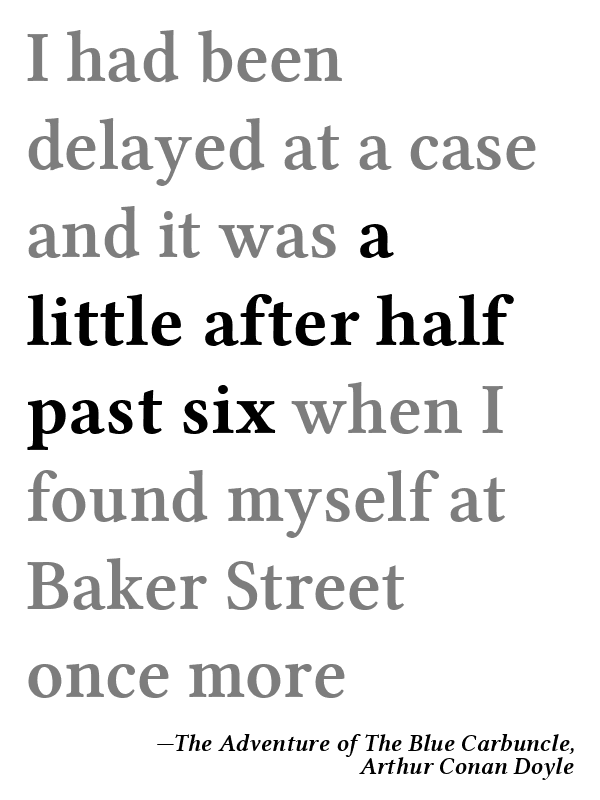 I had been
delayed at a case
and it was a
little after half
past six when I
found myself at
Baker Street
once more
—The Adventure of The Blue Carbuncle,
Arthur Conan Doyle